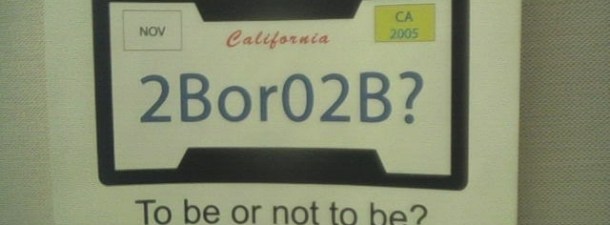 NOV
California
CA
2005
2Bor02B?
To be or not to be?